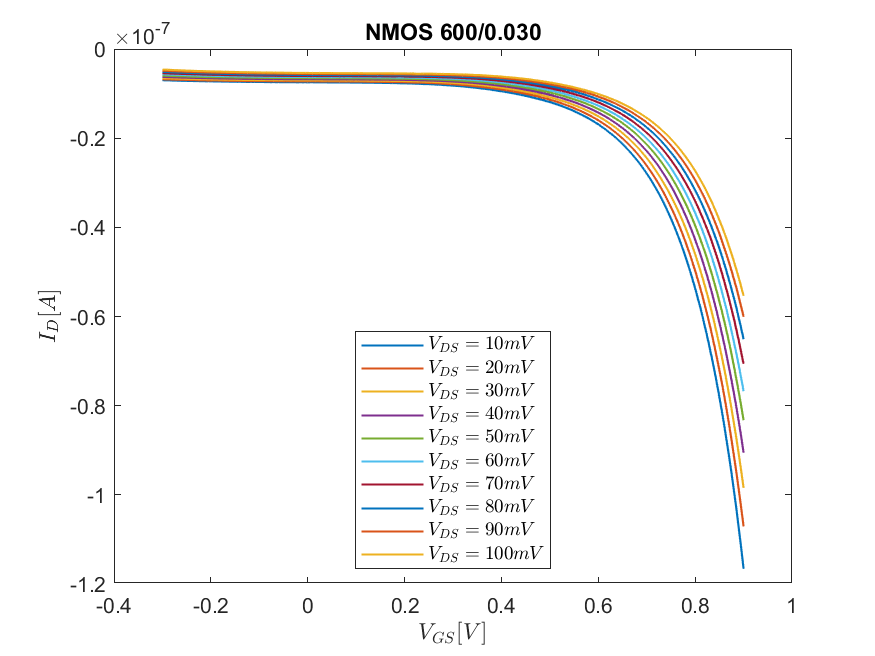 NMOS 600/0.030
×10⁻⁷
0
-0.2
-0.4
-0.6
-0.8
-1
-1.2
I_D[A]
V_DS = 10mV
V_DS = 20mV
V_DS = 30mV
V_DS = 40mV
V_DS = 50mV
V_DS = 60mV
V_DS = 70mV
V_DS = 80mV
V_DS = 90mV
V_DS = 100mV
-0.4 -0.2 0 0.2 0.4 0.6 0.8 1
V_GS[V]